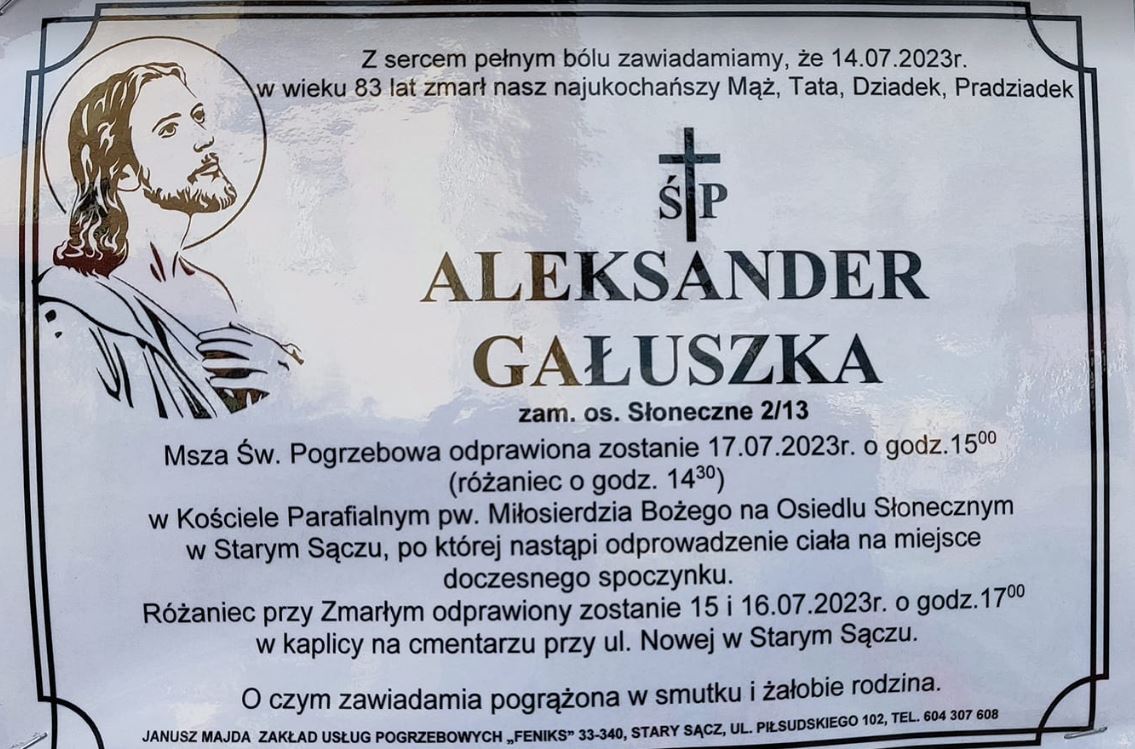 Z sercem pełnym bólu zawiadamiamy, że 14.07.2023r.
w wieku 83 lat zmarł nasz najukochańszy Mąż, Tata, Dziadek, Pradziadek
ŚP
ALEKSANDER
GAŁUSZKA
zam. os. Słoneczne 2/13
Msza Św. Pogrzebowa odprawiona zostanie 17.07.2023r. o godz.15⁰⁰
(różaniec o godz. 14³⁰)
w Kościele Parafialnym pw. Miłosierdzia Bożego na Osiedlu Słonecznym
w Starym Sączu, po której nastąpi odprowadzenie ciała na miejsce
doczesnego spoczynku.
Różaniec przy Zmarłym odprawiony zostanie 15 i 16.07.2023r. o godz.17⁰⁰
w kaplicy na cmentarzu przy ul. Nowej w Starym Sączu.
O czym zawiadamia pogrążona w smutku i żałobie rodzina.
JANUSZ MAJDA ZAKŁAD USŁUG POGRZEBOWYCH „FENIKS” 33-340, STARY SĄCZ, UL. PIŁSUDSKIEGO 102, TEL. 604 307 608